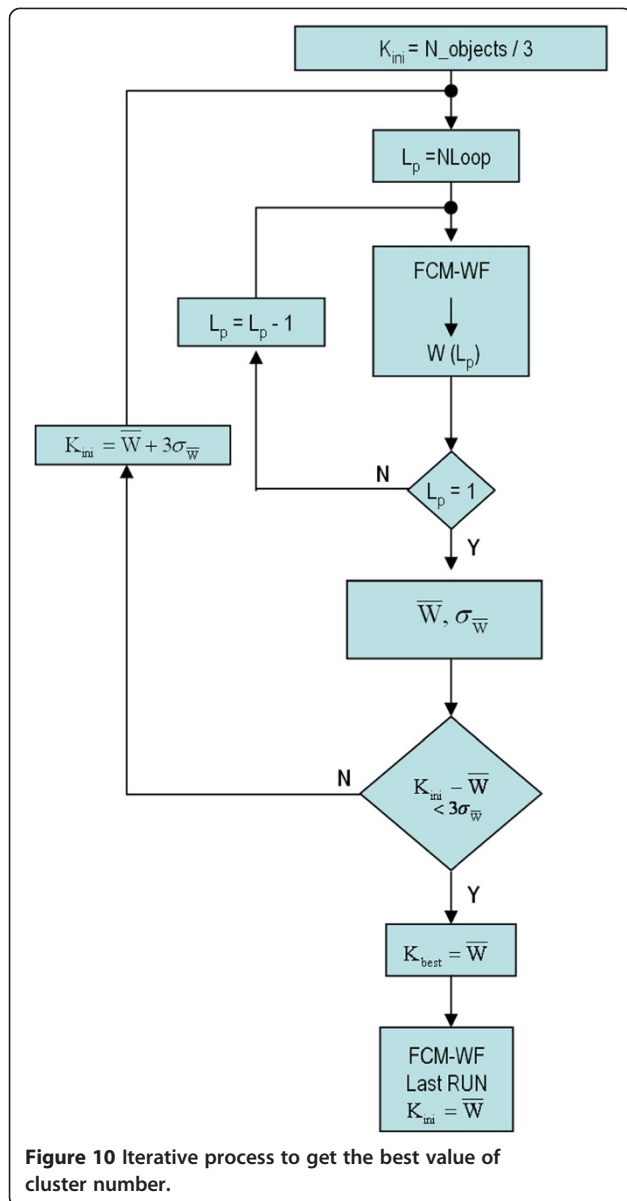 K_ini = N_objects / 3
L_p =NLoop
FCM-WF
W (L_p)
L_p = L_p - 1
K_ini = W̅ + 3σ_W̅
N
L_p = 1
Y
W̅, σ_W̅
N
K_ini − W̅
< 3σ_W̅
Y
K_best = W̅
FCM-WF
Last RUN
K_ini = W̅
Figure 10 Iterative process to get the best value of
cluster number.